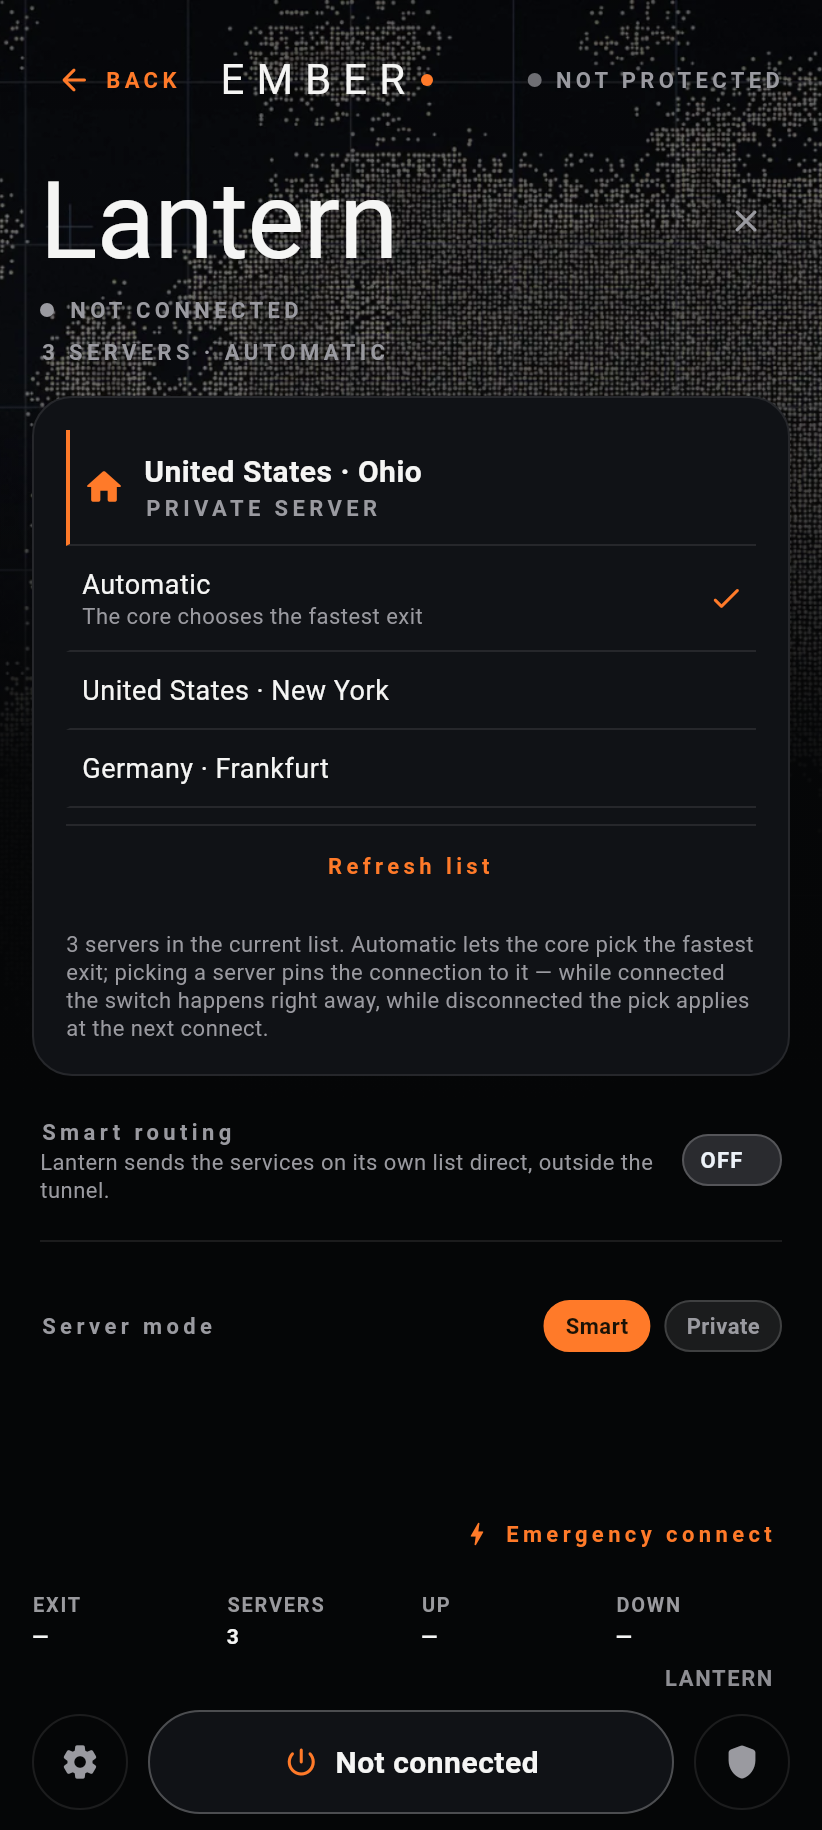 BACK
EMBER
NOT PROTECTED
Lantern
NOT CONNECTED
3 SERVERS · AUTOMATIC
United States · Ohio
PRIVATE SERVER
Automatic
The core chooses the fastest exit
United States · New York
Germany · Frankfurt
Refresh list
3 servers in the current list. Automatic lets the core pick the fastest
exit; picking a server pins the connection to it — while connected
the switch happens right away, while disconnected the pick applies
at the next connect.
Smart routing
Lantern sends the services on its own list direct, outside the
tunnel.
OFF
Server mode
Smart
Private
Emergency connect
EXIT
SERVERS
UP
DOWN
—
3
—
—
LANTERN
Not connected